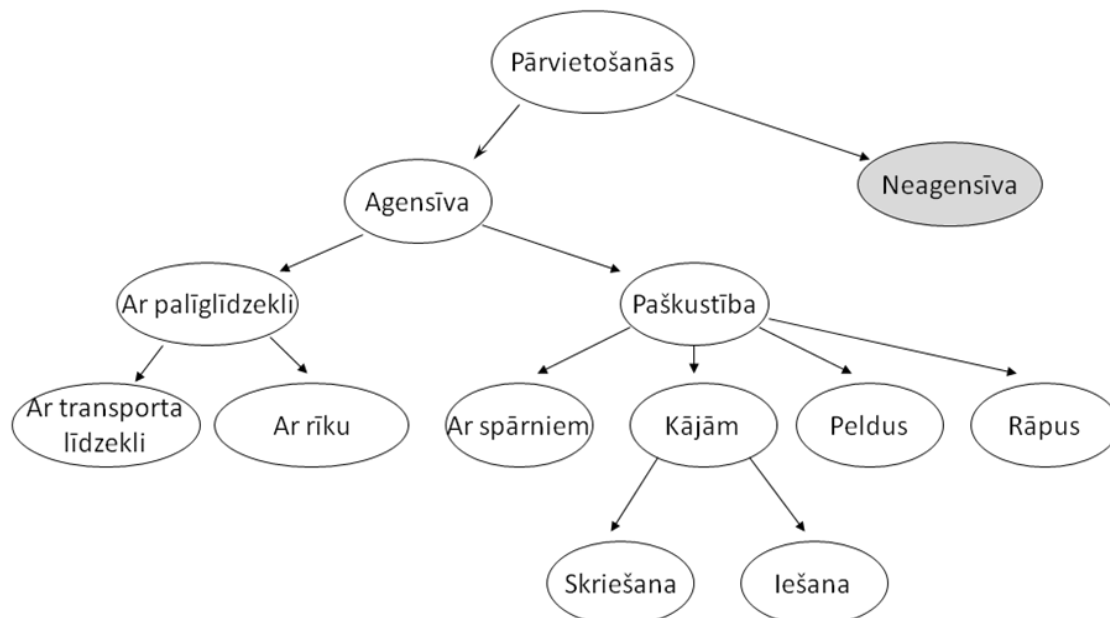 Pārvietošanās
Neagensīva
Agensīva
Ar palīglīdzekli
Paškustība
Ar transporta
līdzekli
Ar rīku
Ar spārniem
Kājām
Peldus
Rāpus
Skriešana
Iešana